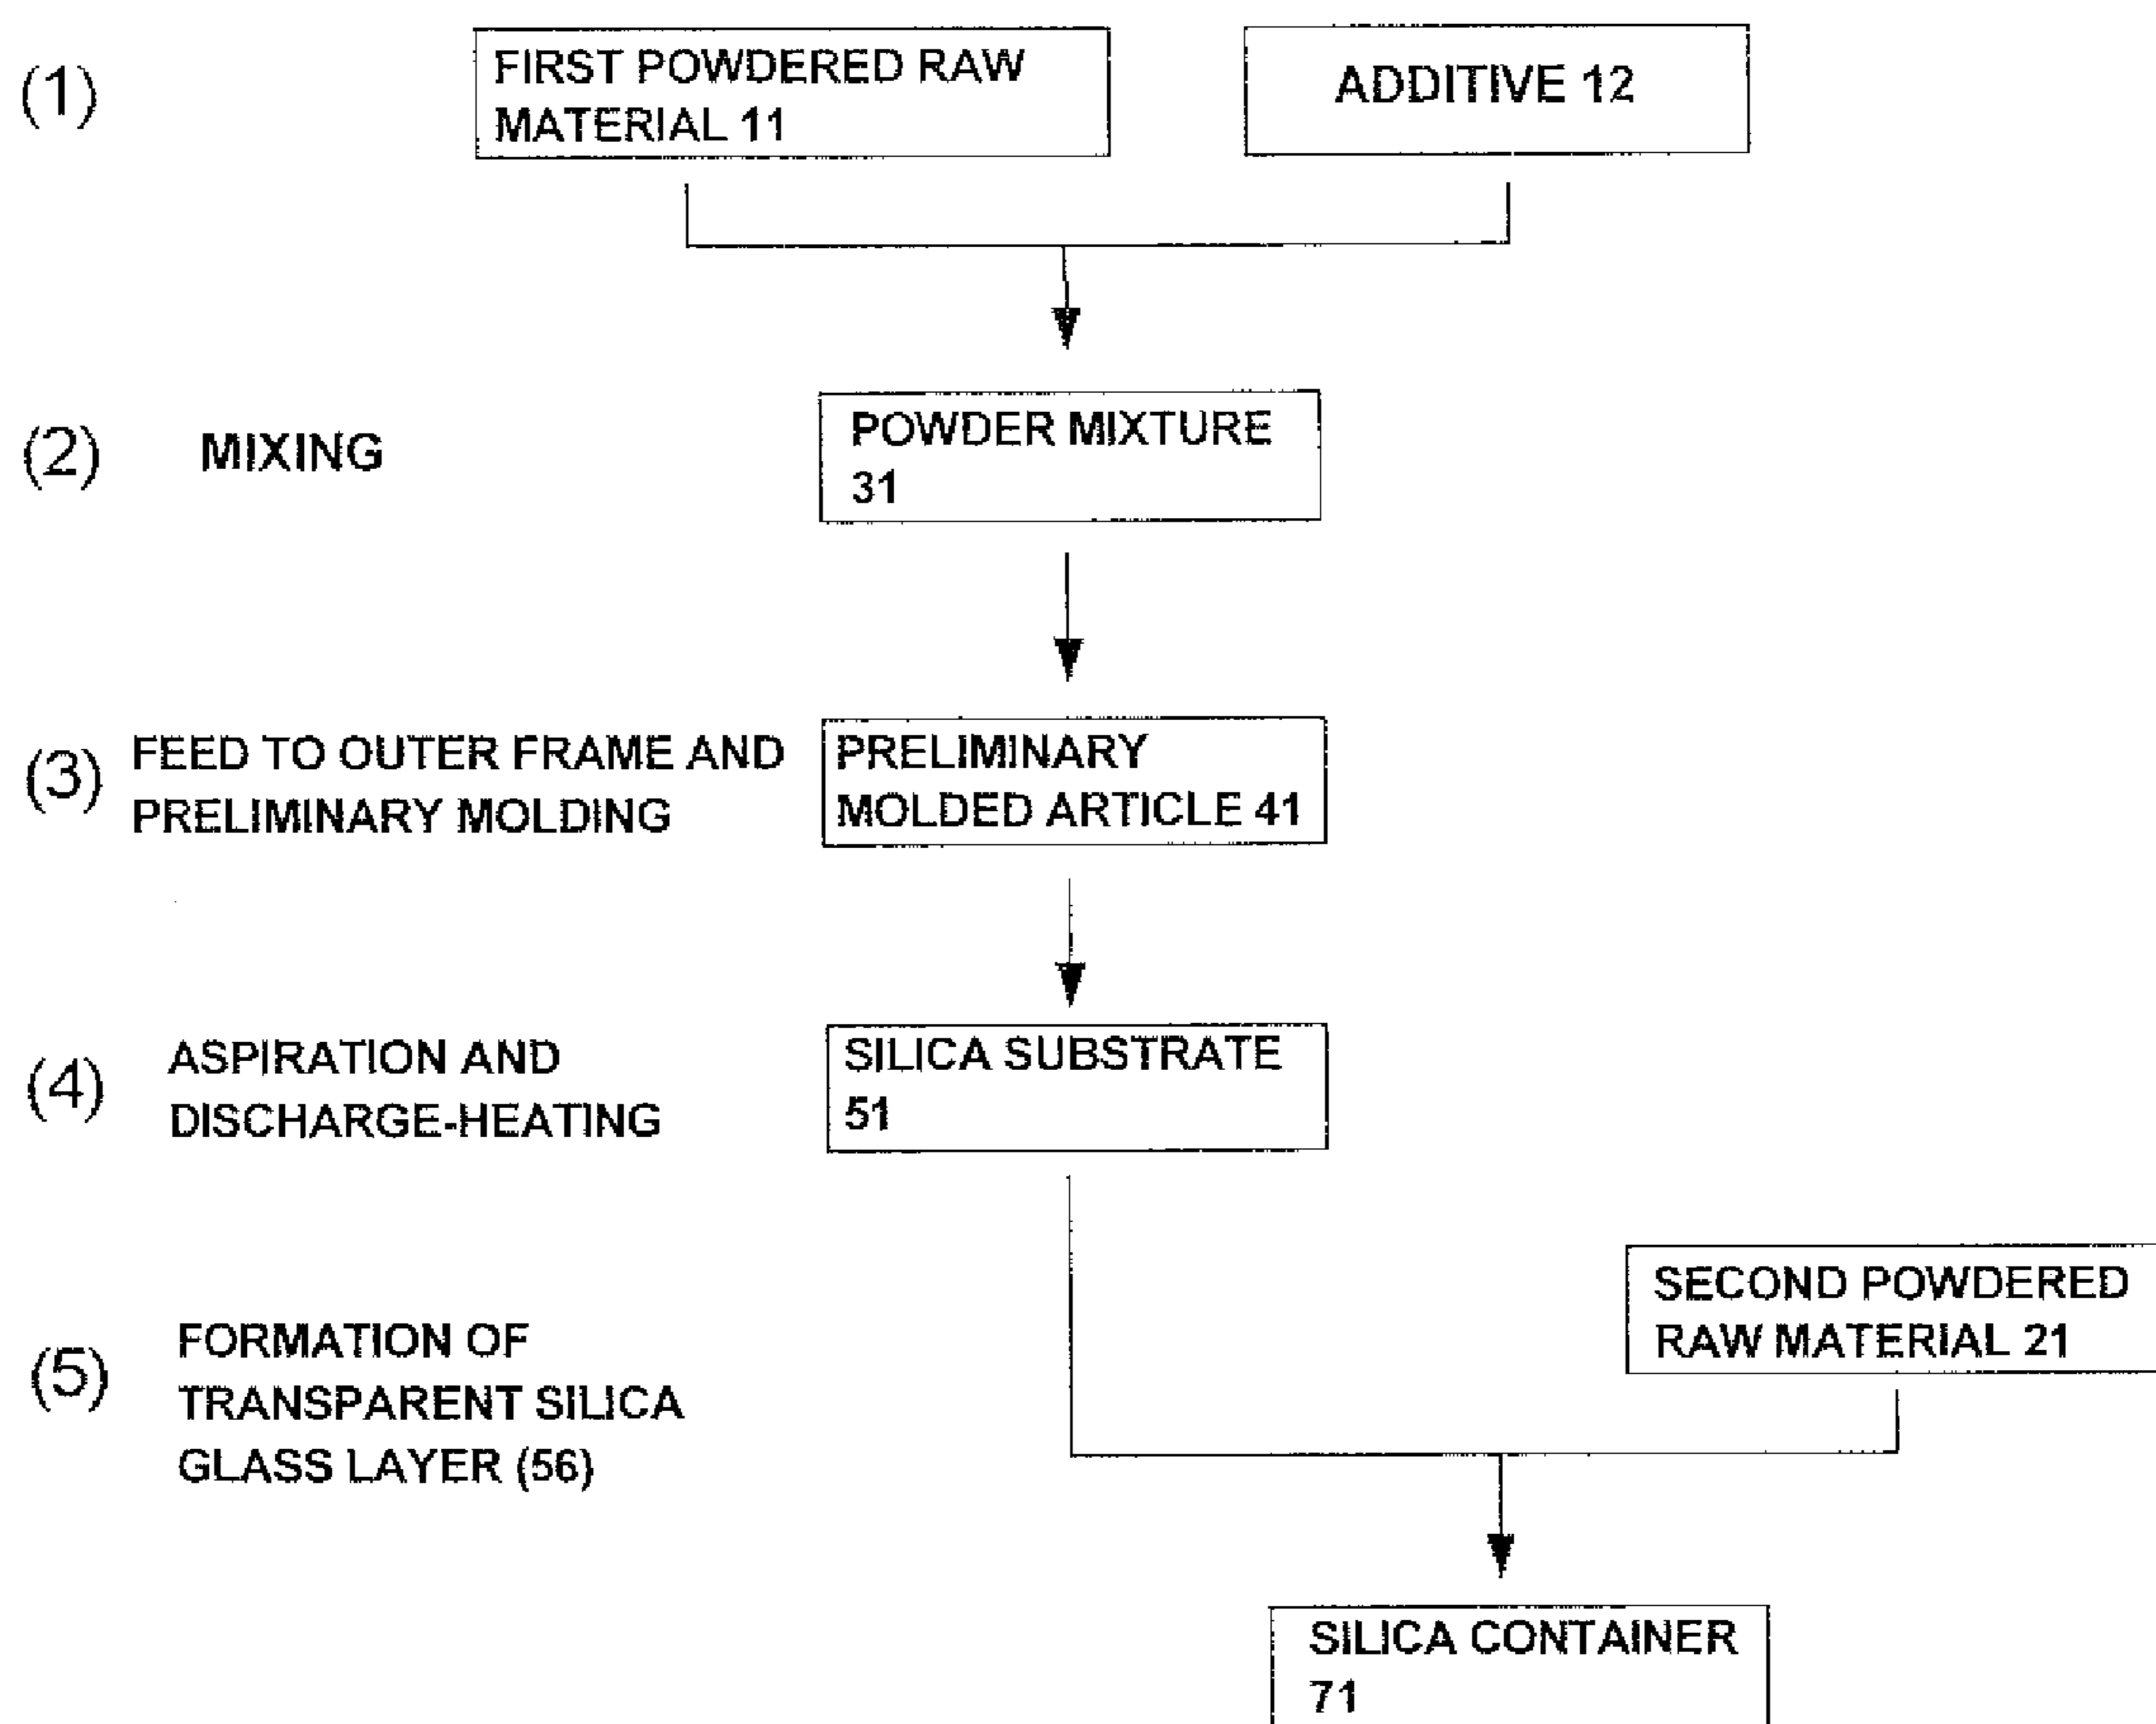 (1)
FIRST POWDERED RAW
MATERIAL 11
ADDITIVE 12
(2)
MIXING
POWDER MIXTURE
31
(3)
FEED TO OUTER FRAME AND
PRELIMINARY MOLDING
PRELIMINARY
MOLDED ARTICLE 41
(4)
ASPIRATION AND
DISCHARGE-HEATING
SILICA SUBSTRATE
51
(5)
FORMATION OF
TRANSPARENT SILICA
GLASS LAYER (56)
SECOND POWDERED
RAW MATERIAL 21
SILICA CONTAINER
71